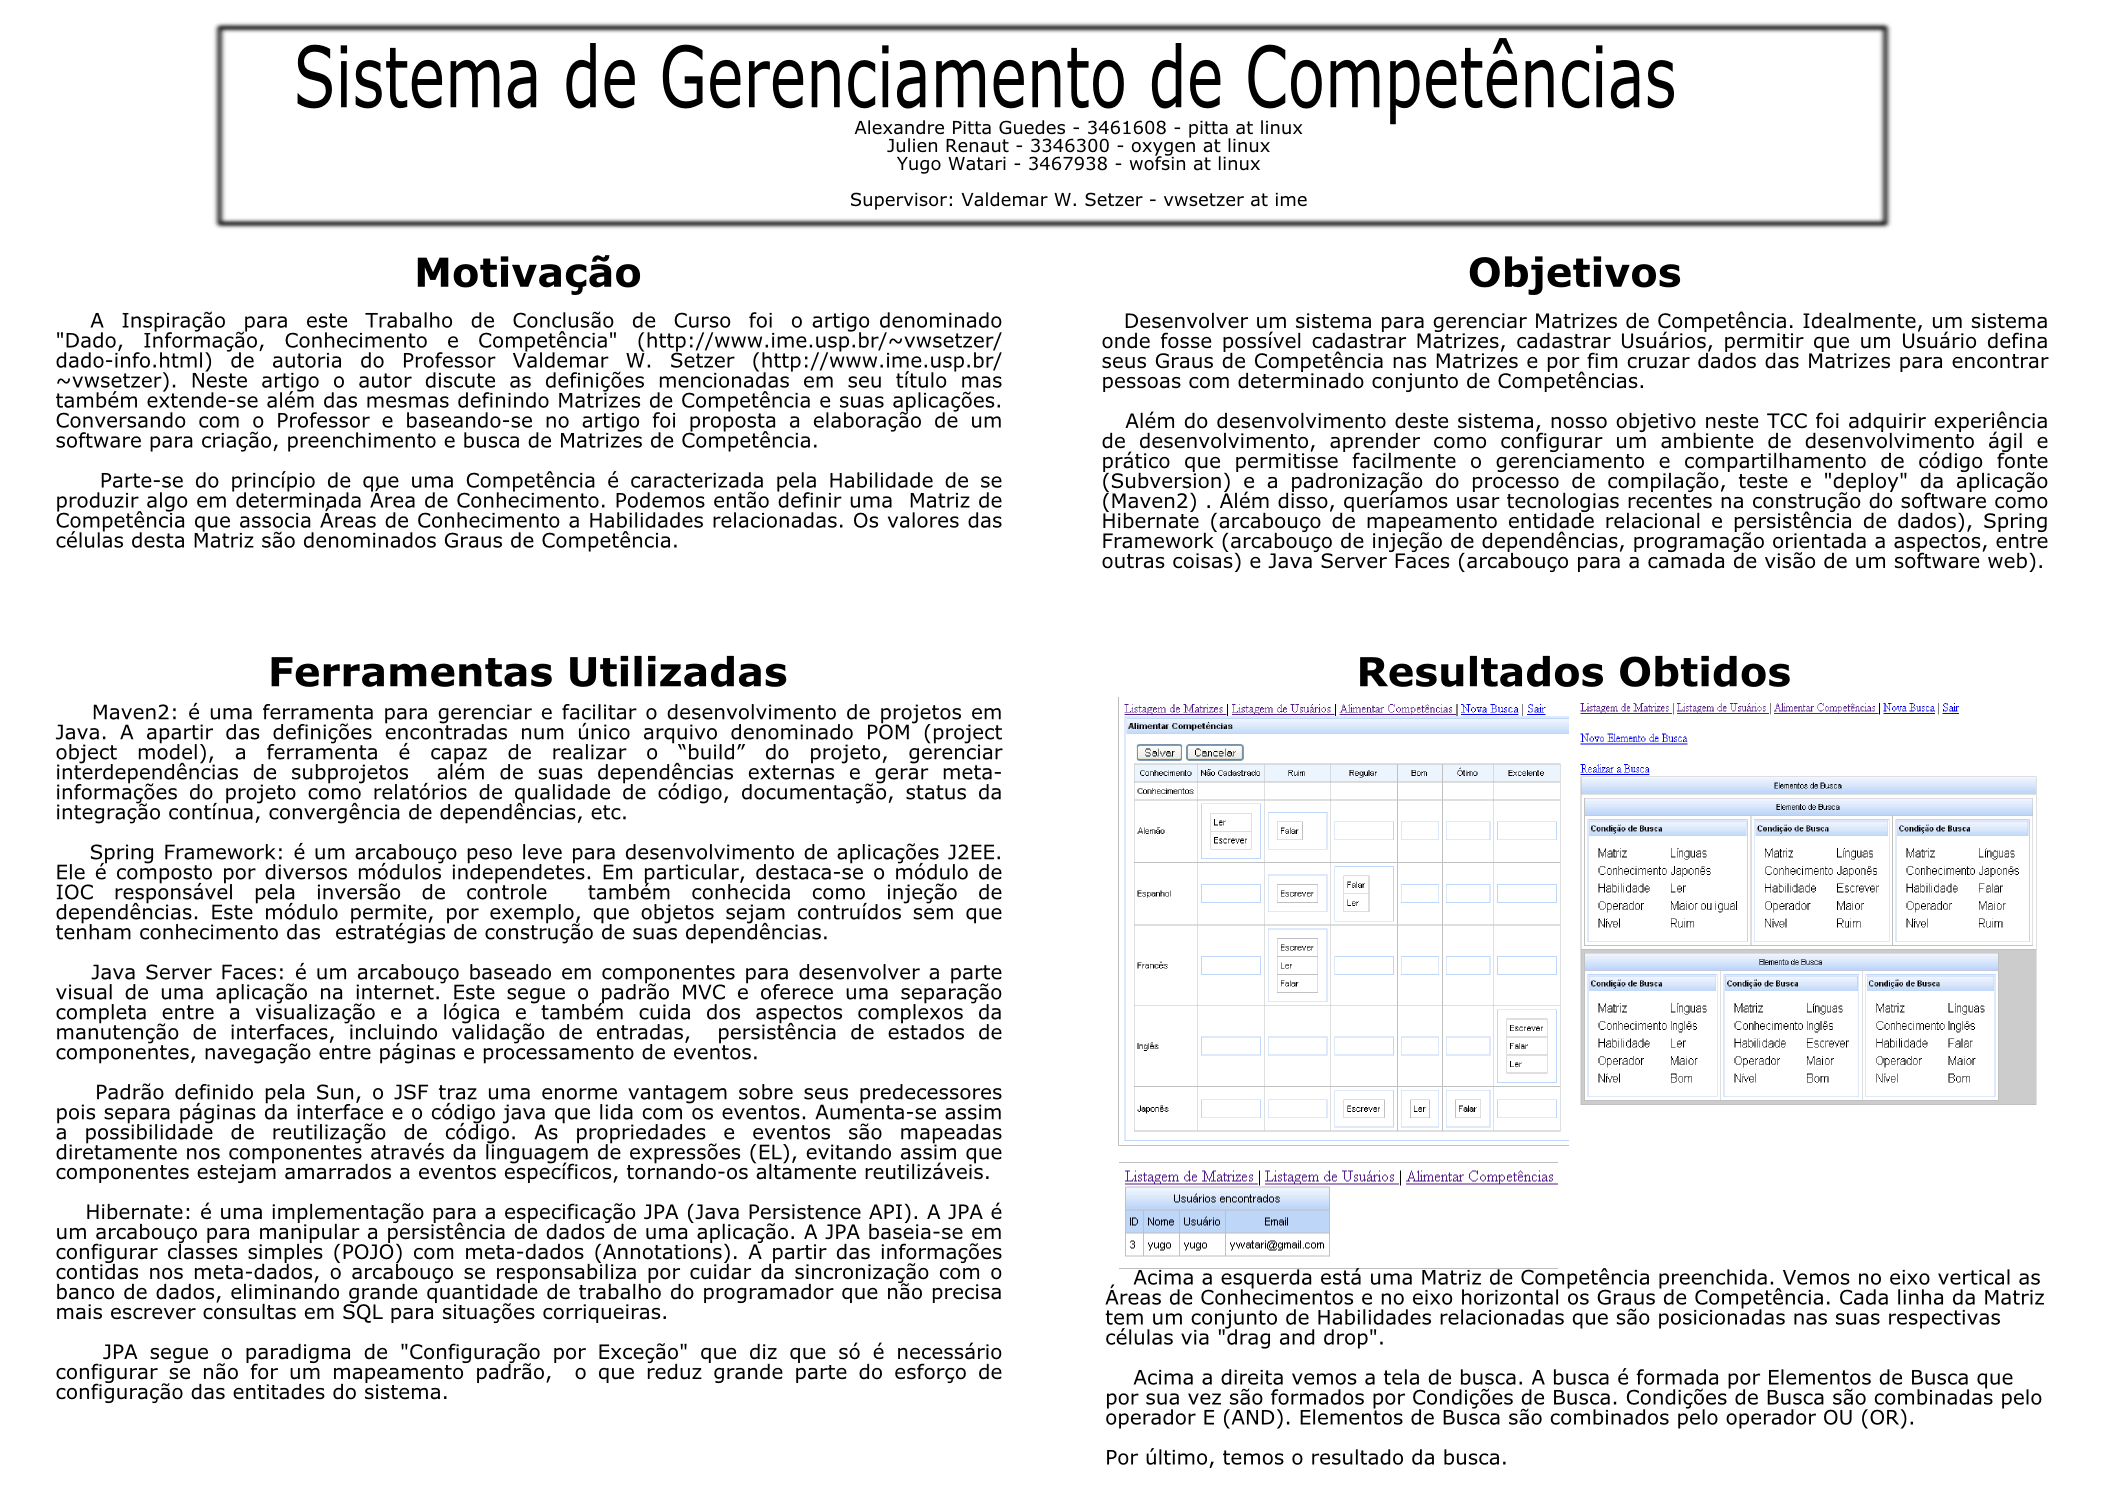 Sistema de Gerenciamento de Competências
Alexandre Pitta Guedes - 3461608 - pitta at linux
Julien Renaut - 3346300 - oxygen at linux
Yugo Watari - 3467938 - wofsin at linux
Supervisor: Valdemar W. Setzer - vwsetzer at ime
Motivação
A Inspiração para este Trabalho de Conclusão de Curso foi o artigo denominado
"Dado, Informação, Conhecimento e Competência" (http://www.ime.usp.br/~vwsetzer/
dado-info.html) de autoria do Professor Valdemar W. Setzer (http://www.ime.usp.br/
~vwsetzer). Neste artigo o autor discute as definições mencionadas em seu título mas
também extende-se além das mesmas definindo Matrizes de Competência e suas aplicações.
Conversando com o Professor e baseando-se no artigo foi proposta a elaboração de um
software para criação, preenchimento e busca de Matrizes de Competência.
Parte-se do princípio de que uma Competência é caracterizada pela Habilidade de se
produzir algo em determinada Área de Conhecimento. Podemos então definir uma Matriz de
Competência que associa Áreas de Conhecimento a Habilidades relacionadas. Os valores das
células desta Matriz são denominados Graus de Competência.
Objetivos
Desenvolver um sistema para gerenciar Matrizes de Competência. Idealmente, um sistema
onde fosse possível cadastrar Matrizes, cadastrar Usuários, permitir que um Usuário defina
seus Graus de Competência nas Matrizes e por fim cruzar dados das Matrizes para encontrar
pessoas com determinado conjunto de Competências.
Além do desenvolvimento deste sistema, nosso objetivo neste TCC foi adquirir experiência
de desenvolvimento, aprender como configurar um ambiente de desenvolvimento ágil e
prático que permitisse facilmente o gerenciamento e compartilhamento de código fonte
(Subversion) e a padronização do processo de compilação, teste e "deploy" da aplicação
(Maven2) . Além disso, queríamos usar tecnologias recentes na construção do software como
Hibernate (arcabouço de mapeamento entidade relacional e persistência de dados), Spring
Framework (arcabouço de injeção de dependências, programação orientada a aspectos, entre
outras coisas) e Java Server Faces (arcabouço para a camada de visão de um software web).
Ferramentas Utilizadas
Maven2: é uma ferramenta para gerenciar e facilitar o desenvolvimento de projetos em
Java. A apartir das definições encontradas num único arquivo denominado POM (project
object model), a ferramenta é capaz de realizar o “build” do projeto, gerenciar
interdependências de subprojetos além de suas dependências externas e gerar meta-
informações do projeto como relatórios de qualidade de código, documentação, status da
integração contínua, convergência de dependências, etc.
Spring Framework: é um arcabouço peso leve para desenvolvimento de aplicações J2EE.
Ele é composto por diversos módulos independetes. Em particular, destaca-se o módulo de
IOC responsável pela inversão de controle também conhecida como injeção de
dependências. Este módulo permite, por exemplo, que objetos sejam contruídos sem que
tenham conhecimento das estratégias de construção de suas dependências.
Java Server Faces: é um arcabouço baseado em componentes para desenvolver a parte
visual de uma aplicação na internet. Este segue o padrão MVC e oferece uma separação
completa entre a visualização e a lógica e também cuida dos aspectos complexos da
manutenção de interfaces, incluindo validação de entradas, persistência de estados de
componentes, navegação entre páginas e processamento de eventos.
Padrão definido pela Sun, o JSF traz uma enorme vantagem sobre seus predecessores
pois separa páginas da interface e o código java que lida com os eventos. Aumenta-se assim
a possibilidade de reutilização de código. As propriedades e eventos são mapeadas
diretamente nos componentes através da linguagem de expressões (EL), evitando assim que
componentes estejam amarrados a eventos específicos, tornando-os altamente reutilizáveis.
Hibernate: é uma implementação para a especificação JPA (Java Persistence API). A JPA é
um arcabouço para manipular a persistência de dados de uma aplicação. A JPA baseia-se em
configurar classes simples (POJO) com meta-dados (Annotations). A partir das informações
contidas nos meta-dados, o arcabouço se responsabiliza por cuidar da sincronização com o
banco de dados, eliminando grande quantidade de trabalho do programador que não precisa
mais escrever consultas em SQL para situações corriqueiras.
JPA segue o paradigma de "Configuração por Exceção" que diz que só é necessário
configurar se não for um mapeamento padrão, o que reduz grande parte do esforço de
configuração das entitades do sistema.
Resultados Obtidos
Listagem de Matrizes | Listagem de Usuários | Alimentar Competências | Nova Busca | Sair
Alimentar Competências
Salvar Cancelar
Conhecimento Não Cadastrado Ruim Regular Bom Ótimo Excelente
Conhecimentos
Alemão Ler Escrever Falar
Espanhol Escrever Falar Ler
Francês Escrever Ler Falar
Inglês Escrever Falar Ler
Japonês Escrever Ler Falar
Listagem de Matrizes | Listagem de Usuários | Alimentar Competências | Nova Busca | Sair
Novo Elemento de Busca
Realizar a Busca
Elementos de Busca
Elemento de Busca
Condição de Busca Condição de Busca Condição de Busca
Matriz Línguas Matriz Línguas Matriz Línguas
Conhecimento Japonês Conhecimento Japonês Conhecimento Japonês
Habilidade Ler Habilidade Escrever Habilidade Falar
Operador Maior ou igual Operador Maior Operador Maior
Nível Ruim Nível Ruim Nível Ruim
Elemento de Busca
Condição de Busca Condição de Busca Condição de Busca
Matriz Línguas Matriz Línguas Matriz Línguas
Conhecimento Inglês Conhecimento Inglês Conhecimento Inglês
Habilidade Ler Habilidade Escrever Habilidade Falar
Operador Maior Operador Maior Operador Maior
Nível Bom Nível Bom Nível Bom
Listagem de Matrizes | Listagem de Usuários | Alimentar Competências
Usuários encontrados
ID Nome Usuário Email
3 yugo yugo ywatari@gmail.com
Acima a esquerda está uma Matriz de Competência preenchida. Vemos no eixo vertical as
Áreas de Conhecimentos e no eixo horizontal os Graus de Competência. Cada linha da Matriz
tem um conjunto de Habilidades relacionadas que são posicionadas nas suas respectivas
células via "drag and drop".
Acima a direita vemos a tela de busca. A busca é formada por Elementos de Busca que
por sua vez são formados por Condições de Busca. Condições de Busca são combinadas pelo
operador E (AND). Elementos de Busca são combinados pelo operador OU (OR).
Por último, temos o resultado da busca.